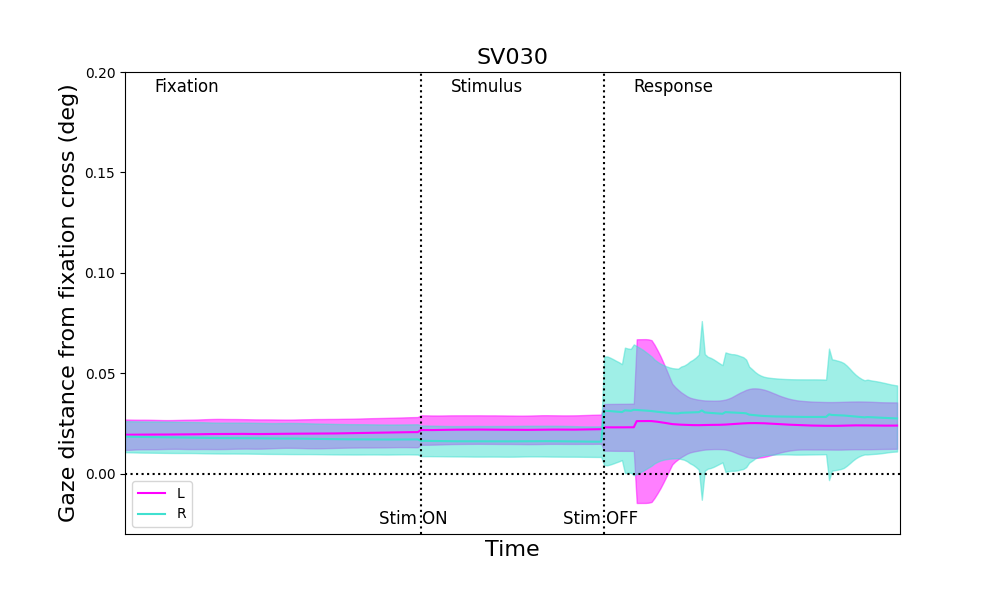 SV030
Fixation
Stimulus
Response
Gaze distance from fixation cross (deg)
0.20
0.15
0.10
0.05
0.00
L
R
Stim ON
Stim OFF
Time